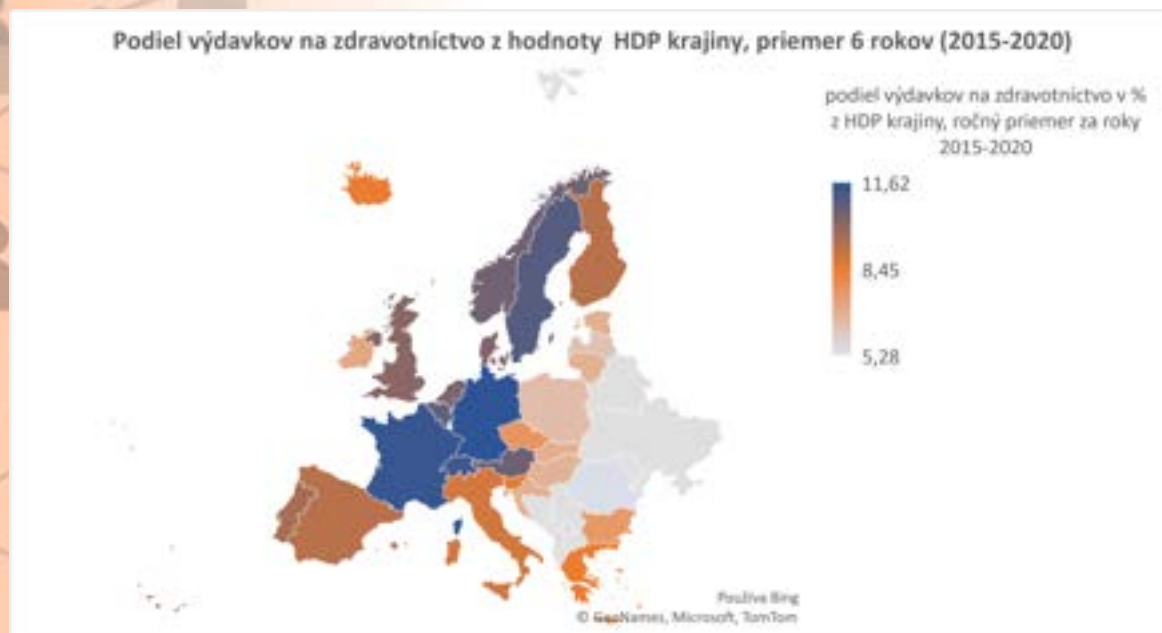 Podiel výdavkov na zdravotníctvo z hodnoty HDP krajiny, priemer 6 rokov (2015-2020)
podiel výdavkov na zdravotníctvo v %
z HDP krajiny, ročný priemer za roky
2015-2020
11,62
8,45
5,28
Používa Bing
© GeoNames, Microsoft, TomTom